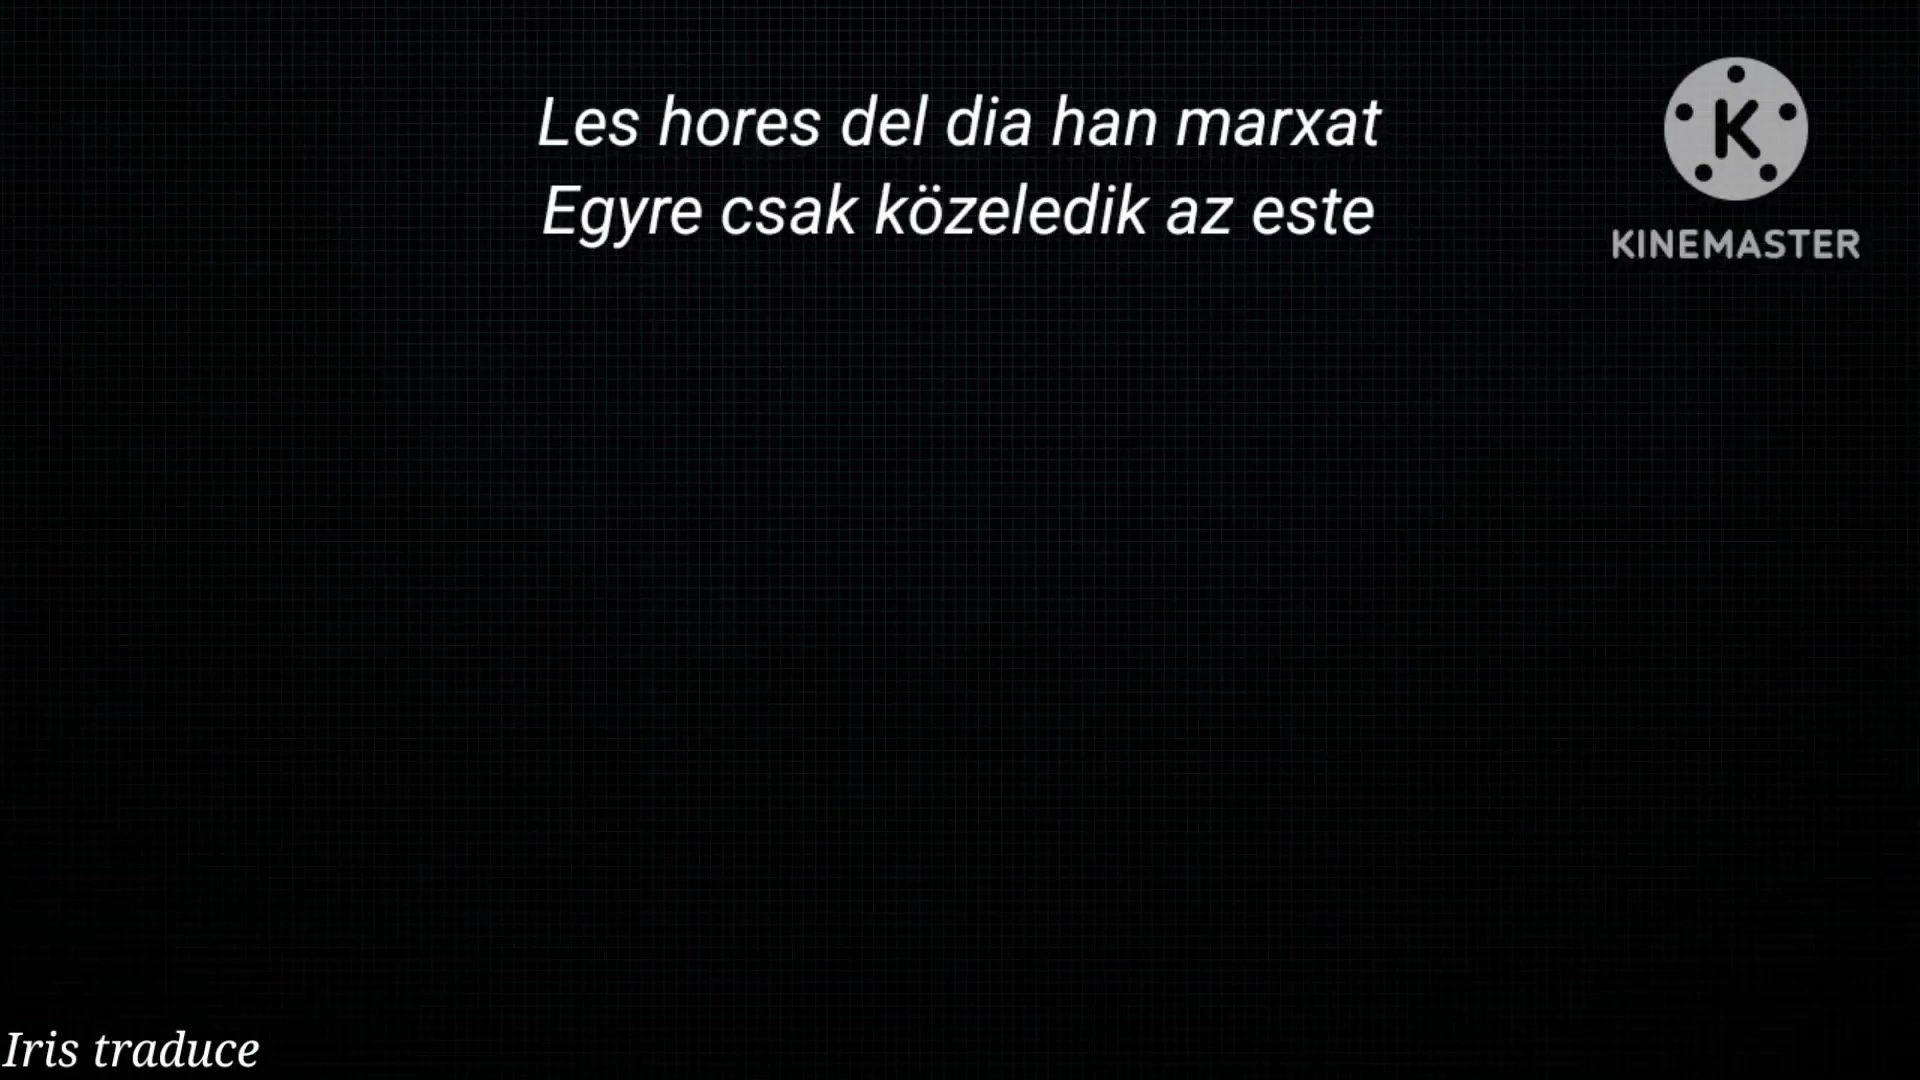 Les hores del dia han marxat
Egyre csak közeledik az este
K
KINEMASTER
Iris traduce